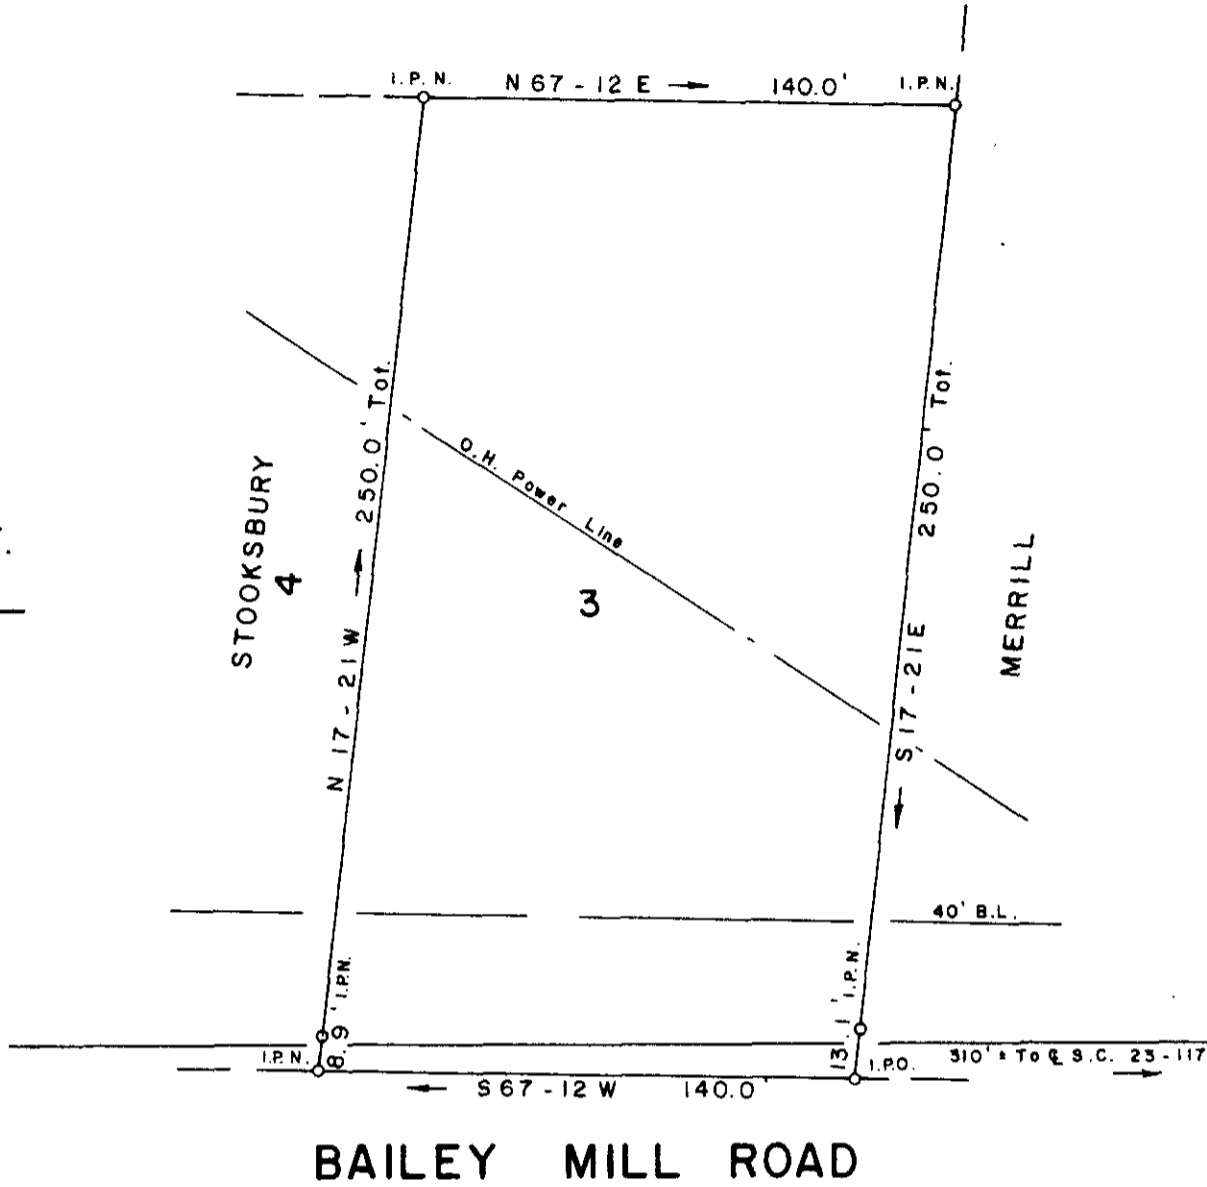 I.P.N. N 67 - 12 E 140.0' I.P.N.
250.0' Tot.
250.0' Tot.
O.H. Power Line
STOOKSBURY
4
3
MERRILL
N 17 - 21 W
S 17 - 21 E
40' B.L.
I.P.N.
I.P.N.
8.9'
13.1'
I.P.N.
310' ± To ℄ S.C. 23-117
I.P.O.
S 67 - 12 W 140.0'
BAILEY MILL ROAD